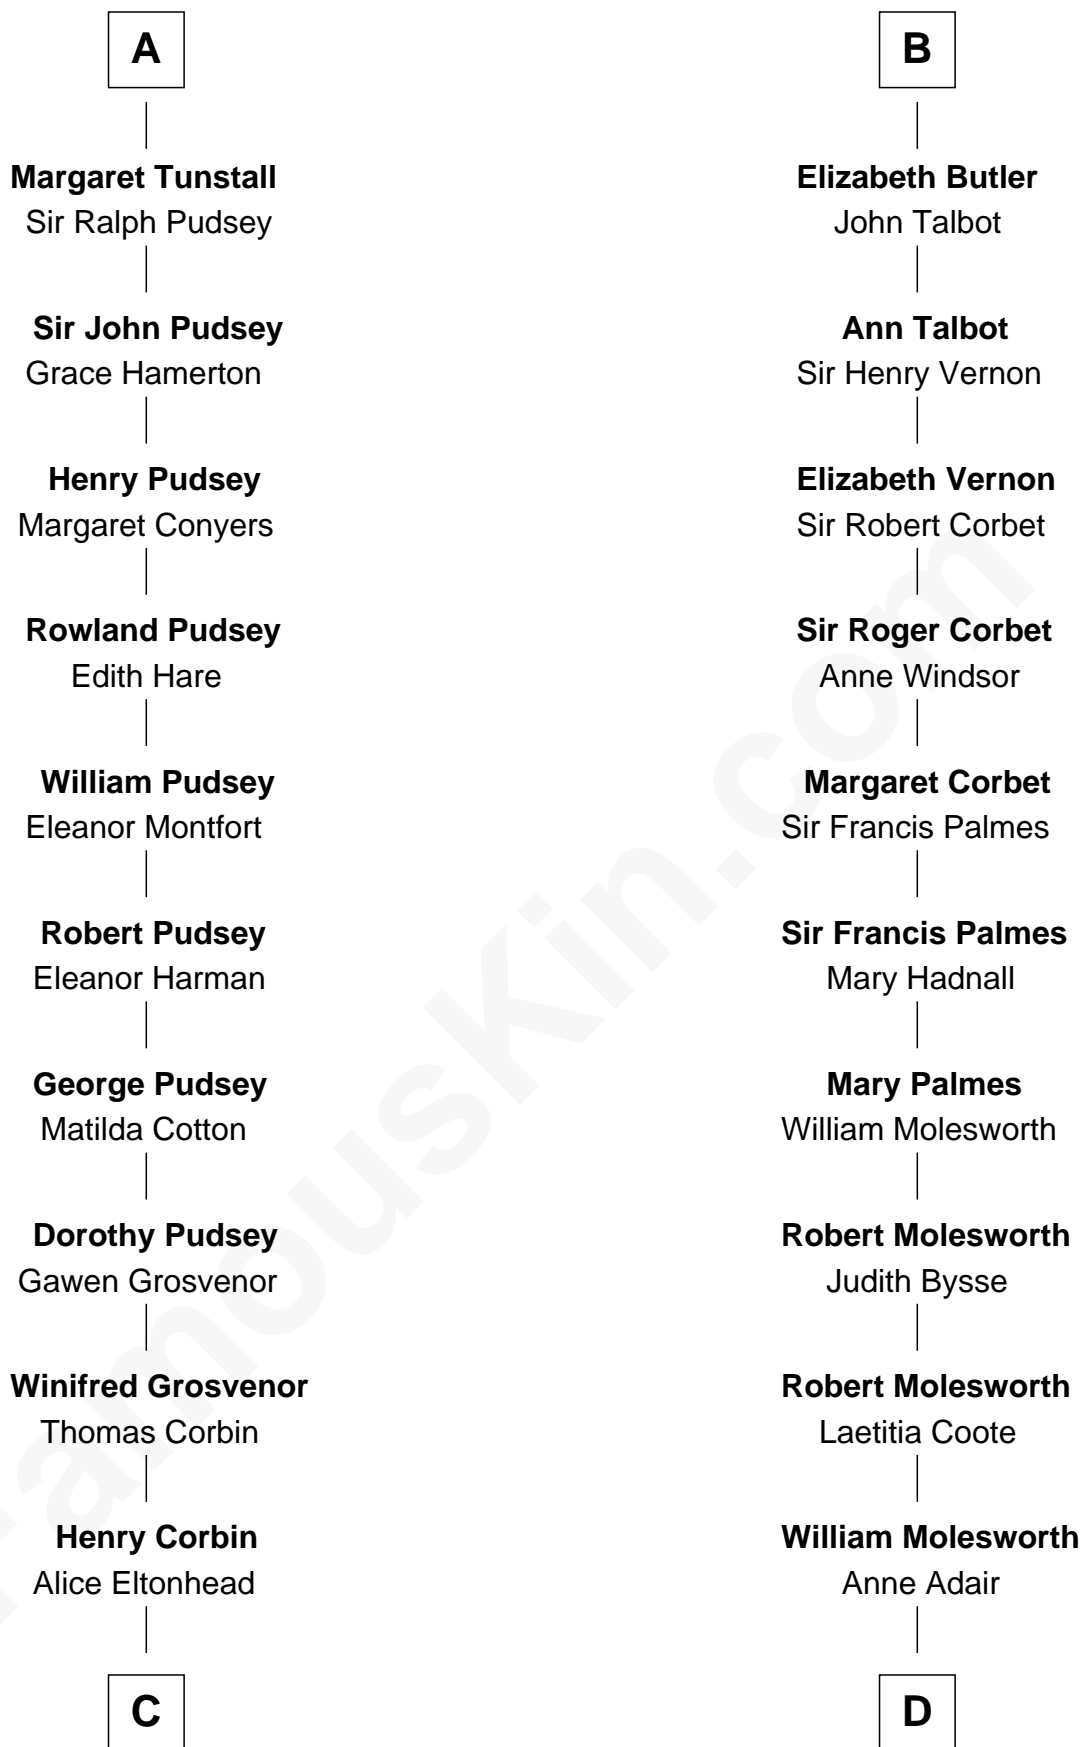 A
Margaret Tunstall
Sir Ralph Pudsey
Sir John Pudsey
Grace Hamerton
Henry Pudsey
Margaret Conyers
Rowland Pudsey
Edith Hare
William Pudsey
Eleanor Montfort
Robert Pudsey
Eleanor Harman
George Pudsey
Matilda Cotton
Dorothy Pudsey
Gawen Grosvenor
Winifred Grosvenor
Thomas Corbin
Henry Corbin
Alice Eltonhead
C
B
Elizabeth Butler
John Talbot
Ann Talbot
Sir Henry Vernon
Elizabeth Vernon
Sir Robert Corbet
Sir Roger Corbet
Anne Windsor
Margaret Corbet
Sir Francis Palmes
Sir Francis Palmes
Mary Hadnall
Mary Palmes
William Molesworth
Robert Molesworth
Judith Bysse
Robert Molesworth
Laetitia Coote
William Molesworth
Anne Adair
D
FamousKin.com